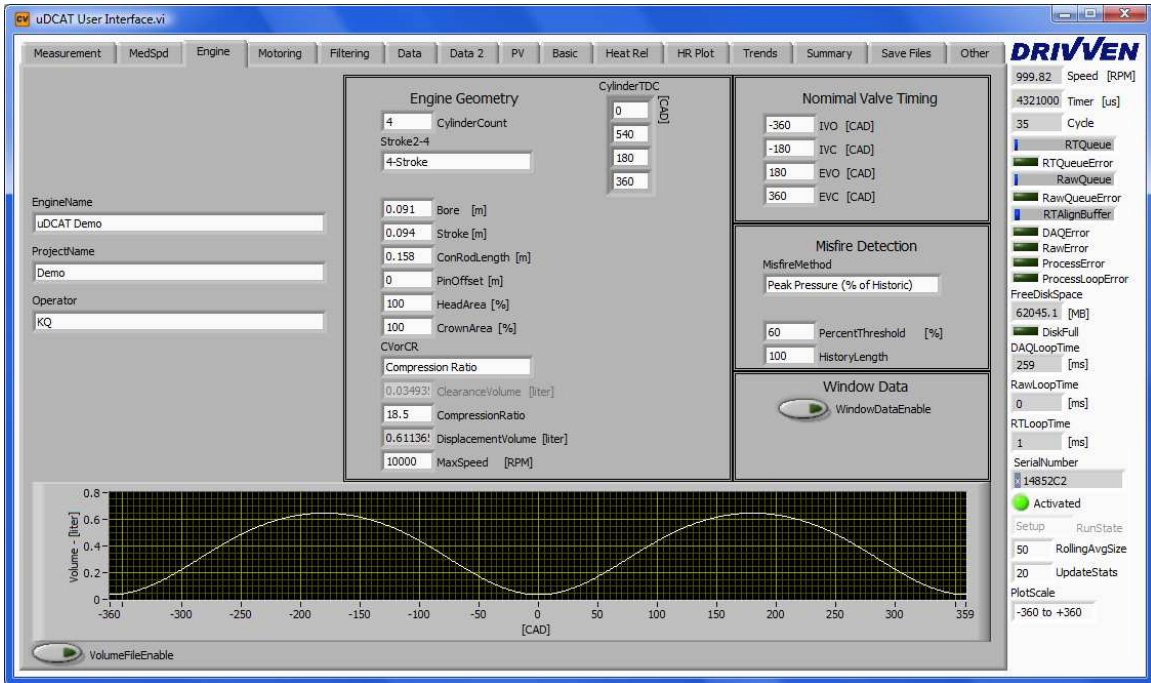 uDCAT User Interface.vi
Measurement MedSpd Engine Motoring Filtering Data Data 2 PV Basic Heat Rel HR Plot Trends Summary Save Files Other
DRIVVEN
EngineName
uDCAT Demo
ProjectName
Demo
Operator
KQ
Engine Geometry
4 CylinderCount
Stroke2-4
4-Stroke
CylinderTDC
[CAD]
0
540
180
360
0.091 Bore [m]
0.094 Stroke [m]
0.158 ConRodLength [m]
0 PinOffset [m]
100 HeadArea [%]
100 CrownArea [%]
CVorCR
Compression Ratio
0.03493 ClearanceVolume [liter]
18.5 CompressionRatio
0.6113 DisplacementVolume [liter]
10000 MaxSpeed [RPM]
Nomimal Valve Timing
-360 IVO [CAD]
-180 IVC [CAD]
180 EVO [CAD]
360 EVC [CAD]
Misfire Detection
MisfireMethod
Peak Pressure (% of Historic)
60 PercentThreshold [%]
100 HistoryLength
Window Data
WindowDataEnable
Volume - [liter]
0.8
0.6
0.4
0.2
0
-360 -300 -250 -200 -150 -100 -50 0 50 100 150 200 250 300 359
[CAD]
VolumeFileEnable
999.82 Speed [RPM]
4321000 Timer [us]
35 Cycle
RTQueue
RTQueueError
RawQueue
RawQueueError
RTAlignBuffer
DAQError
RawError
ProcessError
ProcessLoopError
FreeDiskSpace
62045.1 [MB]
DiskFull
DAQLoopTime
259 [ms]
RawLoopTime
0 [ms]
RTLoopTime
1 [ms]
SerialNumber
14852C2
Activated
Setup RunState
50 RollingAvgSize
20 UpdateStats
PlotScale
-360 to +360